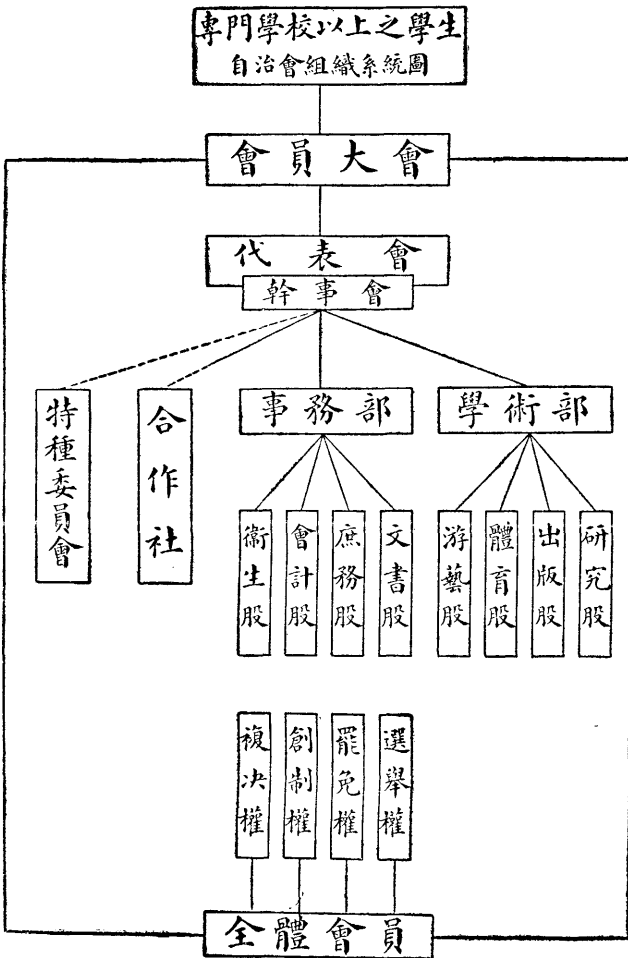 專門學校以上之學生
自治會組織系統圖
會員大會
代表會
幹事會
學術部
事務部
合作社
特種委員會
研究股
出版股
體育股
游藝股
文書股
庶務股
會計股
衛生股
選舉權
罷免權
創制權
複決權
全體會員